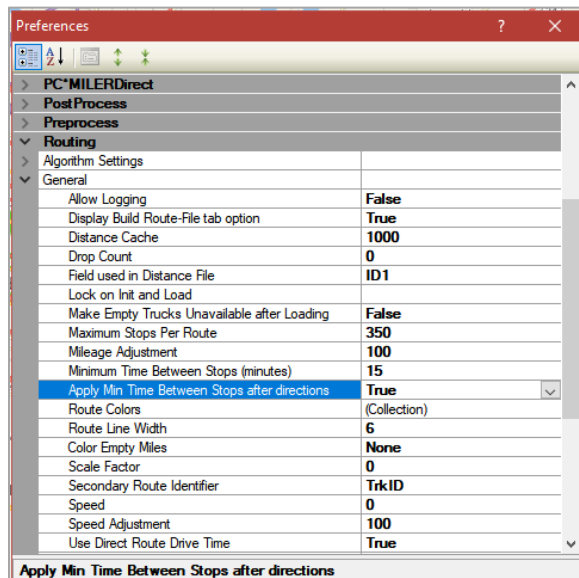 Preferences
PC*MILERDirect
PostProcess
Preprocess
Routing
Algorithm Settings
General
Allow Logging False
Display Build Route-File tab option True
Distance Cache 1000
Drop Count 0
Field used in Distance File ID1
Lock on Init and Load
Make Empty Trucks Unavailable after Loading False
Maximum Stops Per Route 350
Mileage Adjustment 100
Minimum Time Between Stops (minutes) 15
Apply Min Time Between Stops after directions True
Route Colors (Collection)
Route Line Width 6
Color Empty Miles None
Scale Factor 0
Secondary Route Identifier TrkID
Speed 0
Speed Adjustment 100
Use Direct Route Drive Time True
Apply Min Time Between Stops after directions